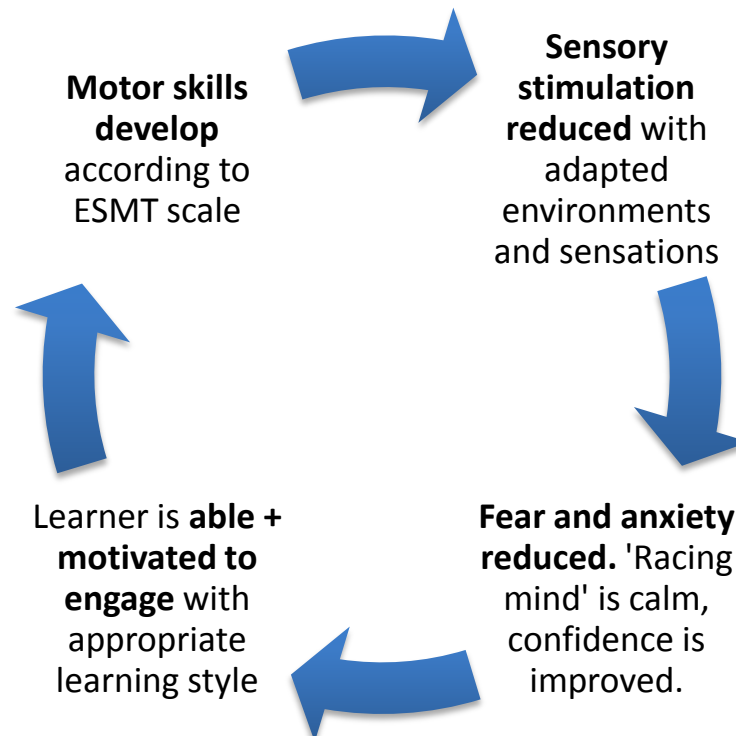 Motor skills
develop
according to
ESMT scale
Sensory
stimulation
reduced with
adapted
environments
and sensations
Fear and anxiety
reduced. 'Racing
mind' is calm,
confidence is
improved.
Learner is able +
motivated to
engage with
appropriate
learning style